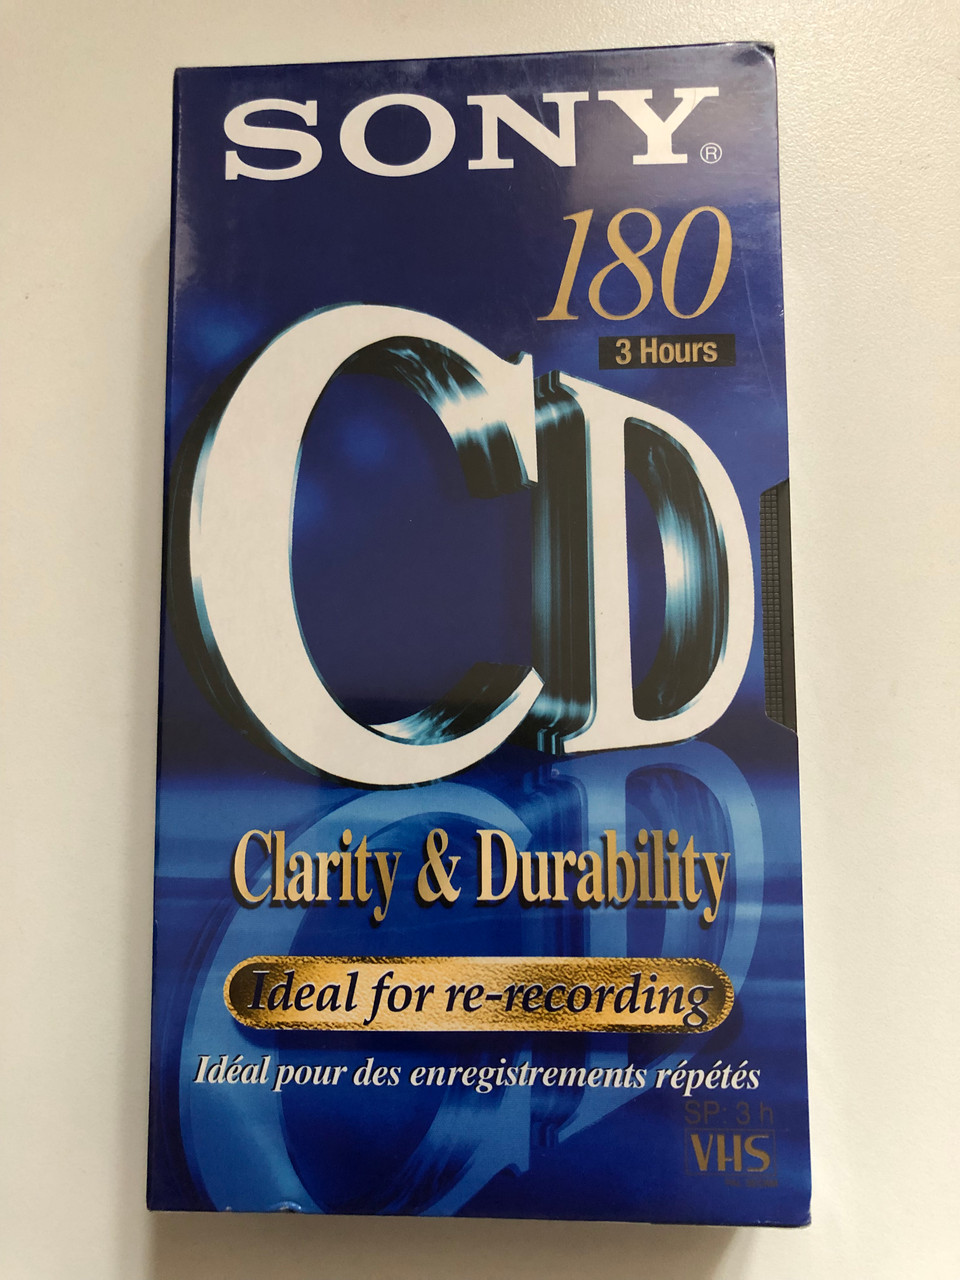 SONY®
180
3 Hours
CD
Clarity & Durability
Ideal for re-recording
Idéal pour des enregistrements répétés
SP: 3 h
VHS